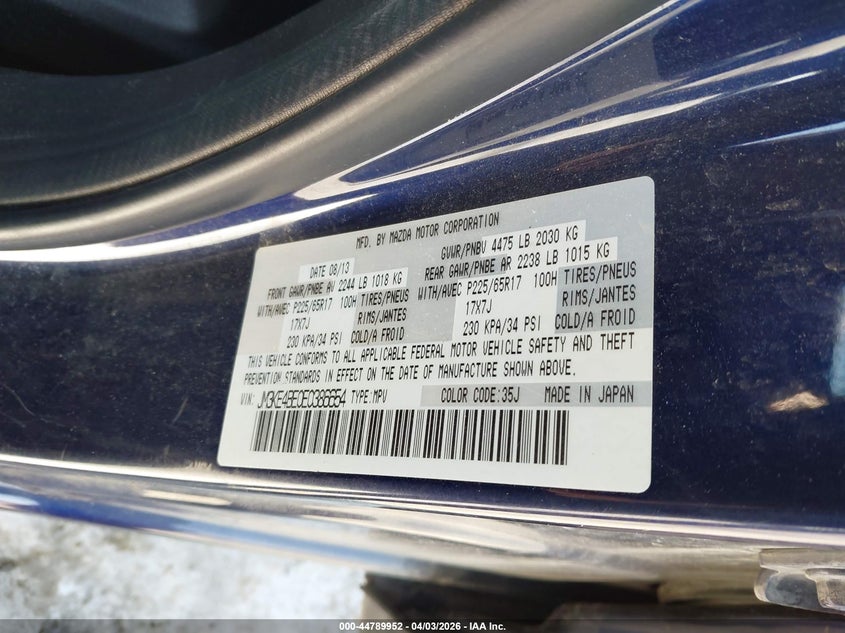 MFD. BY MAZDA MOTOR CORPORATION
DATE 08/13 GVWR/PNBV 4475 LB 2030 KG
FRONT GAWR/PNBE AV 2244 LB 1018 KG REAR GAWR/PNBE AR 2238 LB 1015 KG
WITH/AVEC P225/65R17 100H TIRES/PNEUS WITH/AVEC P225/65R17 100H TIRES/PNEUS
17X7J RIMS/JANTES 17X7J RIMS/JANTES
230 KPA/34 PSI COLD/A FROID 230 KPA/34 PSI COLD/A FROID
THIS VEHICLE CONFORMS TO ALL APPLICABLE FEDERAL MOTOR VEHICLE SAFETY AND THEFT
PREVENTION STANDARDS IN EFFECT ON THE DATE OF MANUFACTURE SHOWN ABOVE.
VIN: JM3KE4BE0E0386654 TYPE:MPV COLOR CODE:35J MADE IN JAPAN
000-44789952 - 04/03/2026 - IAA Inc.